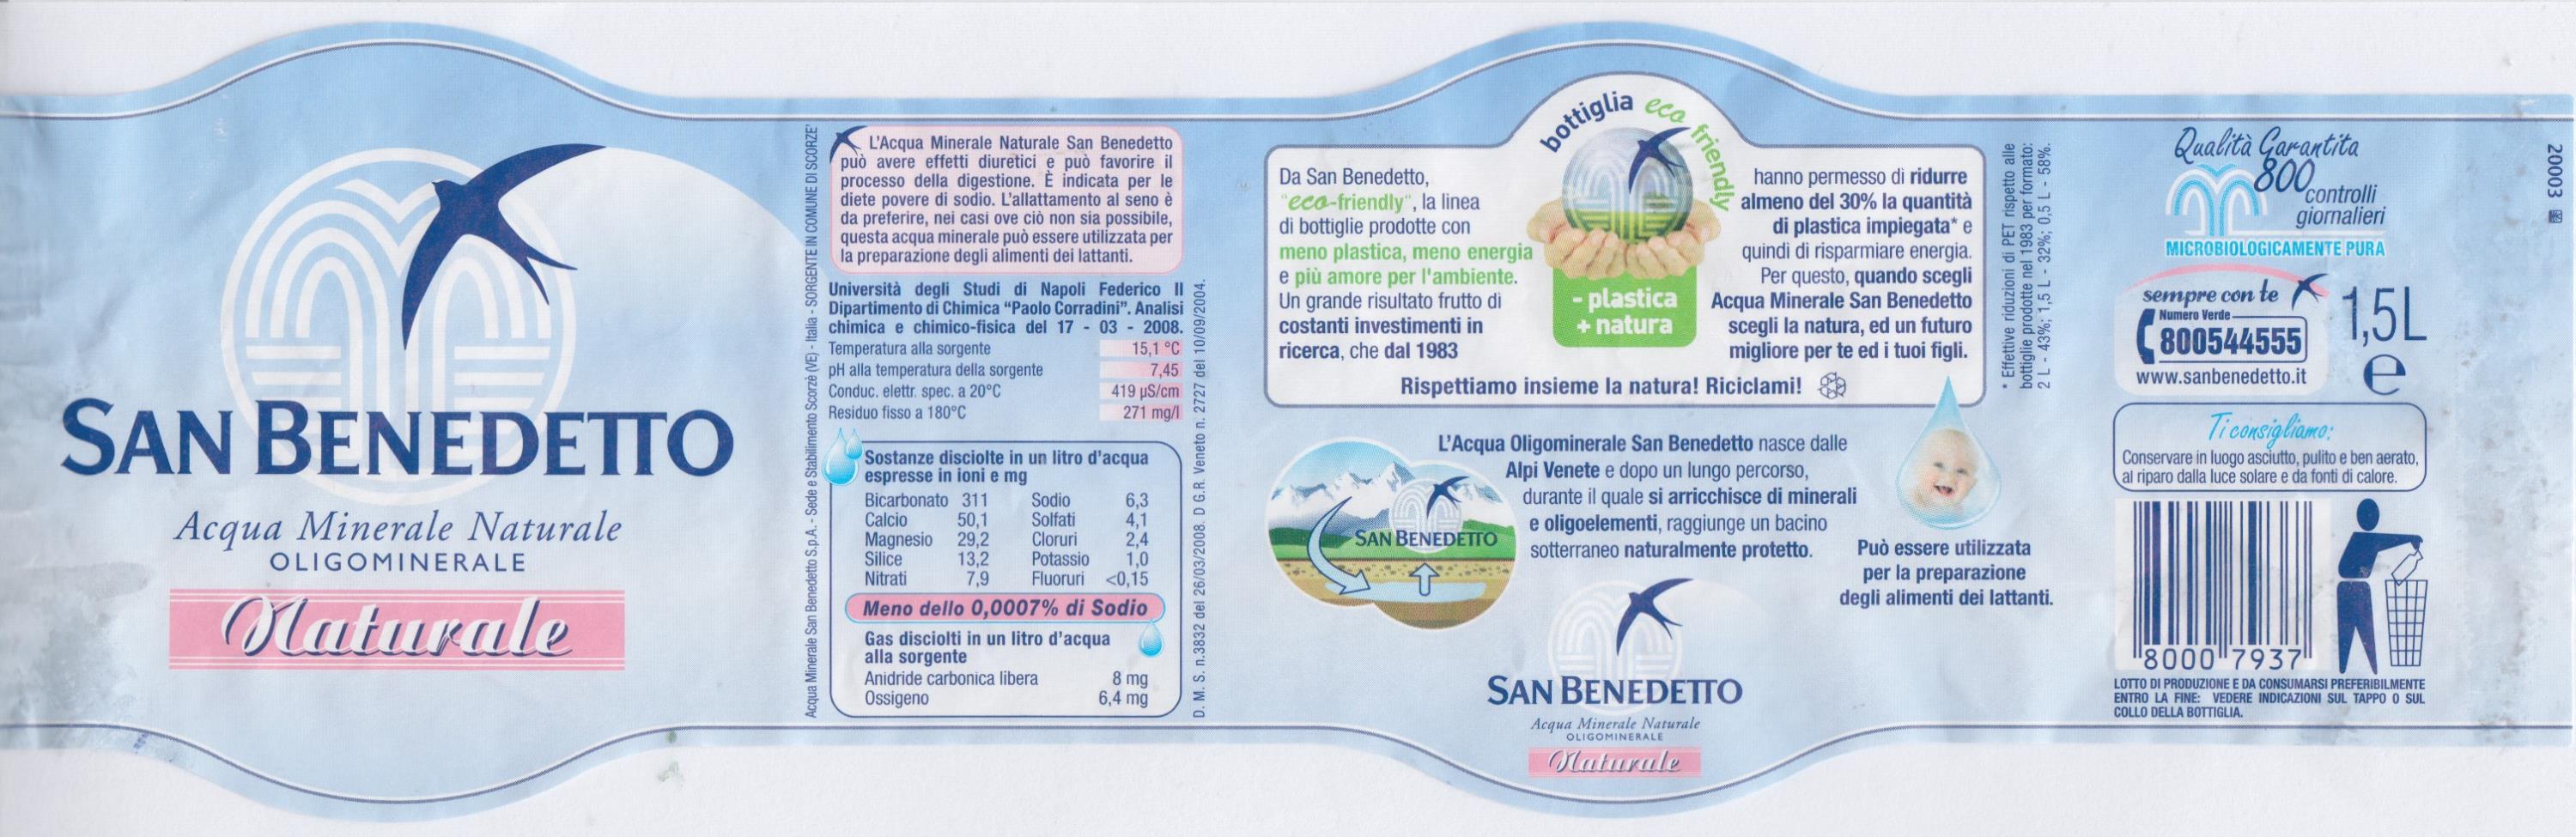 SAN BENEDETTO
Acqua Minerale Naturale
OLIGOMINERALE
Naturale
Acqua Minerale San Benedetto S.p.A. - Sede e Stabilimento Scorzè (VE) - Italia - SORGENTE IN COMUNE DI SCORZE'
L'Acqua Minerale Naturale San Benedetto
può avere effetti diuretici e può favorire il
processo della digestione. È indicata per le
diete povere di sodio. L'allattamento al seno è
da preferire, nei casi ove ciò non sia possibile,
questa acqua minerale può essere utilizzata per
la preparazione degli alimenti dei lattanti.
Università degli Studi di Napoli Federico II
Dipartimento di Chimica “Paolo Corradini”. Analisi
chimica e chimico-fisica del 17 - 03 - 2008.
Temperatura alla sorgente 15,1 °C
pH alla temperatura della sorgente 7,45
Conduc. elettr. spec. a 20°C 419 µS/cm
Residuo fisso a 180°C 271 mg/l
Sostanze disciolte in un litro d'acqua
espresse in ioni e mg
Bicarbonato 311 Sodio 6,3
Calcio 50,1 Solfati 4,1
Magnesio 29,2 Cloruri 2,4
Silice 13,2 Potassio 1,0
Nitrati 7,9 Fluoruri <0,15
Meno dello 0,0007% di Sodio
Gas disciolti in un litro d'acqua
alla sorgente
Anidride carbonica libera 8 mg
Ossigeno 6,4 mg
D. M. S. n.3832 del 26/03/2008. D G.R. Veneto n. 2727 del 10/09/2004.
bottiglia eco friendly
Da San Benedetto,
"eco-friendly", la linea
di bottiglie prodotte con
meno plastica, meno energia
e più amore per l'ambiente.
Un grande risultato frutto di
costanti investimenti in
ricerca, che dal 1983
- plastica
+ natura
hanno permesso di ridurre
almeno del 30% la quantità
di plastica impiegata* e
quindi di risparmiare energia.
Per questo, quando scegli
Acqua Minerale San Benedetto
scegli la natura, ed un futuro
migliore per te ed i tuoi figli.
Rispettiamo insieme la natura! Riciclami!
* Effettive riduzioni di PET rispetto alle
bottiglie prodotte nel 1983 per formato:
2 L - 43%; 1,5 L - 32%; 0,5 L - 58%.
L'Acqua Oligominerale San Benedetto nasce dalle
Alpi Venete e dopo un lungo percorso,
durante il quale si arricchisce di minerali
e oligoelementi, raggiunge un bacino
sotterraneo naturalmente protetto.
SAN BENEDETTO
Può essere utilizzata
per la preparazione
degli alimenti dei lattanti.
SAN BENEDETTO
Acqua Minerale Naturale
OLIGOMINERALE
Naturale
Qualità Garantita
800 controlli
giornalieri
MICROBIOLOGICAMENTE PURA
sempre con te
Numero Verde
800544555
www.sanbenedetto.it
1,5L
e
Ti consigliamo:
Conservare in luogo asciutto, pulito e ben aerato,
al riparo dalla luce solare e da fonti di calore.
8000 7937
LOTTO DI PRODUZIONE E DA CONSUMARSI PREFERIBILMENTE
ENTRO LA FINE: VEDERE INDICAZIONI SUL TAPPO O SUL
COLLO DELLA BOTTIGLIA.
20003